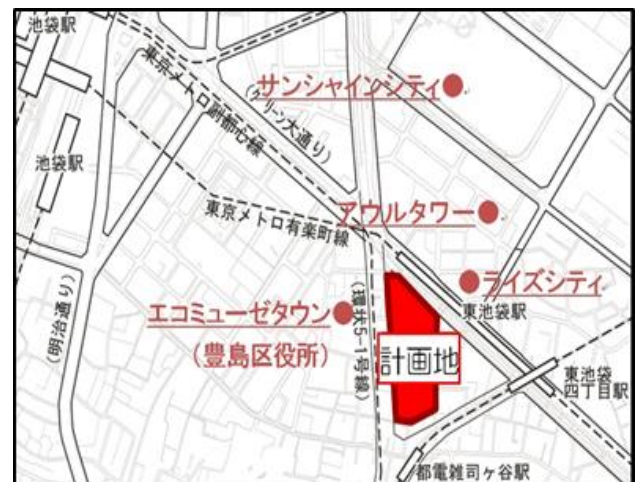 池袋駅
サンシャインシティ
東京メトロ副都心線
(グリーン大通り)
池袋駅
東京メトロ有楽町線
アウルタワー
ライズシティ
東池袋駅
エコミューゼタウン
(豊島区役所)
(明治通り)
(環状5-1号線)
計画地
東池袋
四丁目駅
都電雑司ヶ谷駅